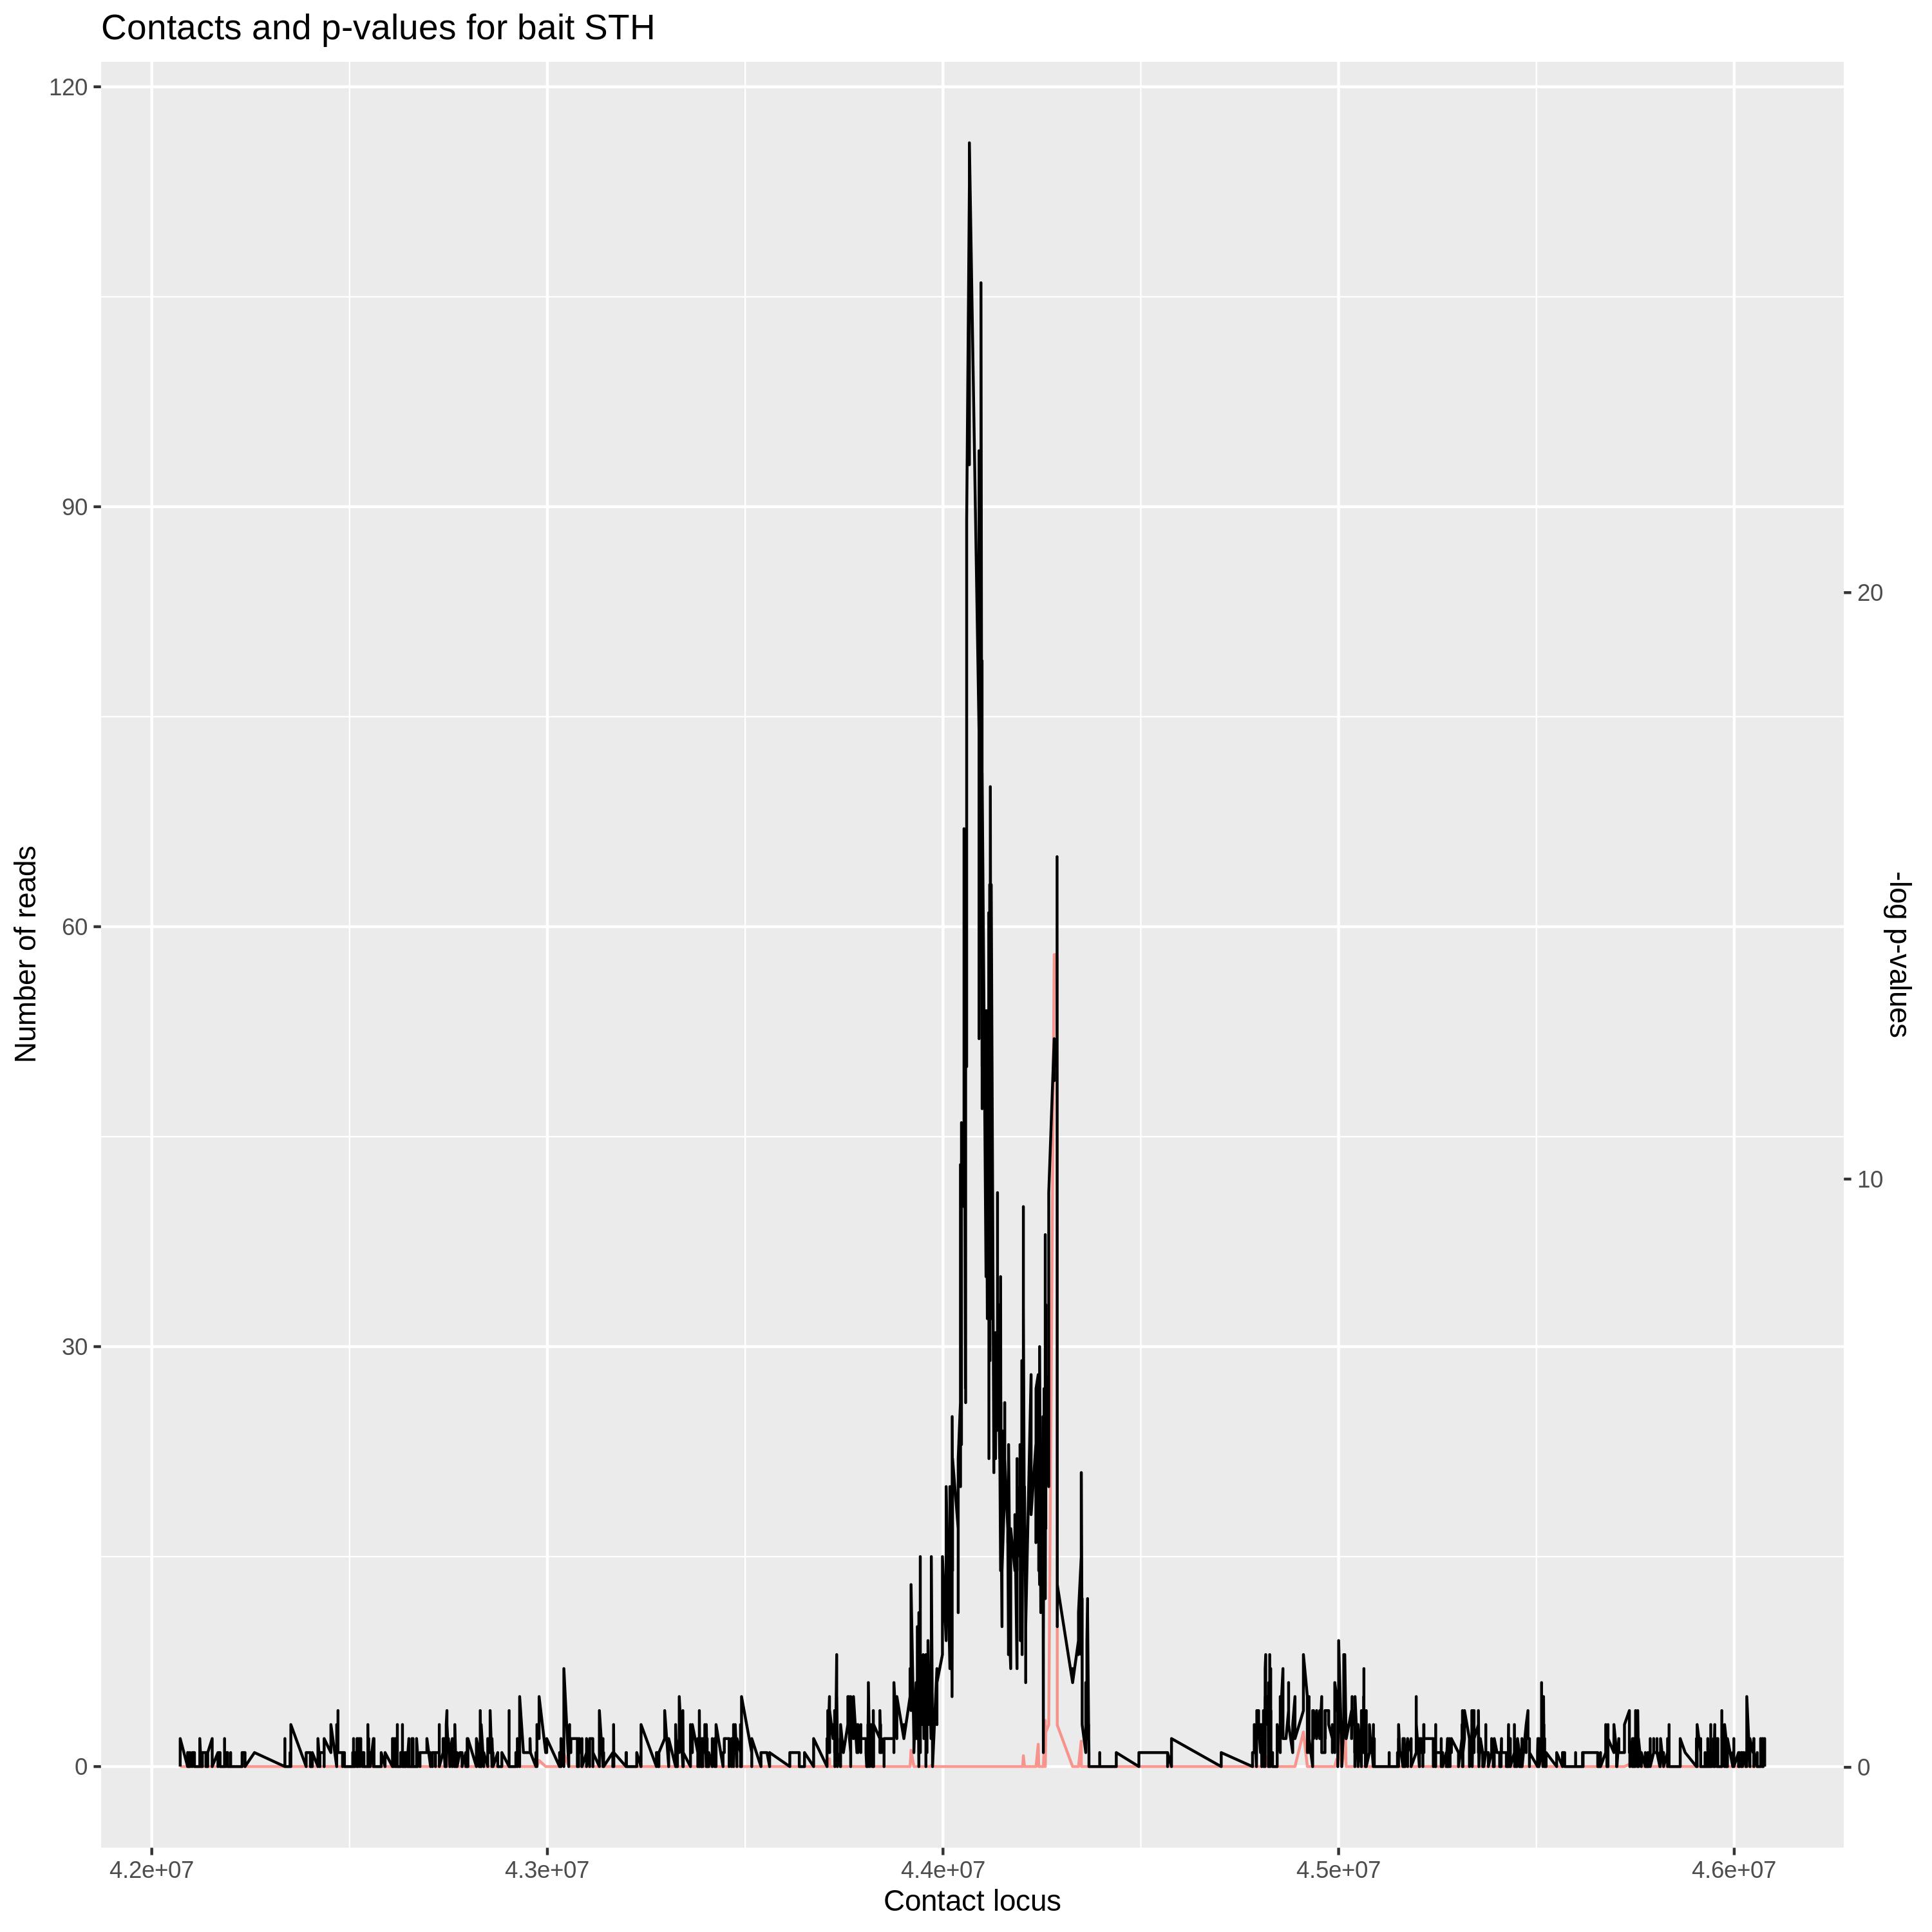 Contacts and p-values for bait STH
120
90
60
30
0
Number of reads
20
10
0
-log p-values
4.2e+07
4.3e+07
4.4e+07
4.5e+07
4.6e+07
Contact locus